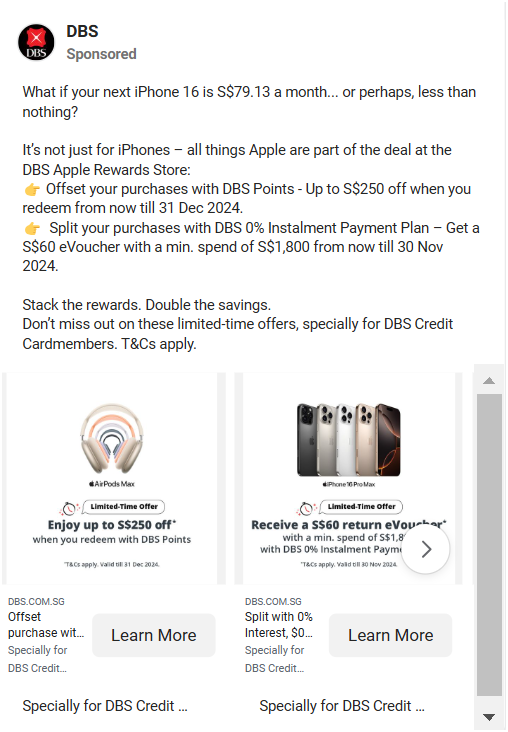 DBS
DBS
Sponsored
What if your next iPhone 16 is S$79.13 a month... or perhaps, less than
nothing?
It’s not just for iPhones – all things Apple are part of the deal at the
DBS Apple Rewards Store:
👉 Offset your purchases with DBS Points - Up to S$250 off when you
redeem from now till 31 Dec 2024.
👉 Split your purchases with DBS 0% Instalment Payment Plan – Get a
S$60 eVoucher with a min. spend of S$1,800 from now till 30 Nov
2024.
Stack the rewards. Double the savings.
Don’t miss out on these limited-time offers, specially for DBS Credit
Cardmembers. T&Cs apply.
AirPods Max
Limited-Time Offer
Enjoy up to S$250 off*
when you redeem with DBS Points
*T&Cs apply. Valid till 31 Dec 2024.
iPhone 16 Pro Max
Limited-Time Offer
Receive a S$60 return eVoucher*
with a min. spend of
with DBS 0% Instalment
*T&Cs apply. Valid till 30 Nov 2024.
DBS.COM.SG
Offset
purchase wit...
Specially for
DBS Credit...
Learn More
DBS.COM.SG
Split with 0%
Interest, $0...
Specially for
DBS Credit...
Learn More
Specially for DBS Credit ...
Specially for DBS Credit ...